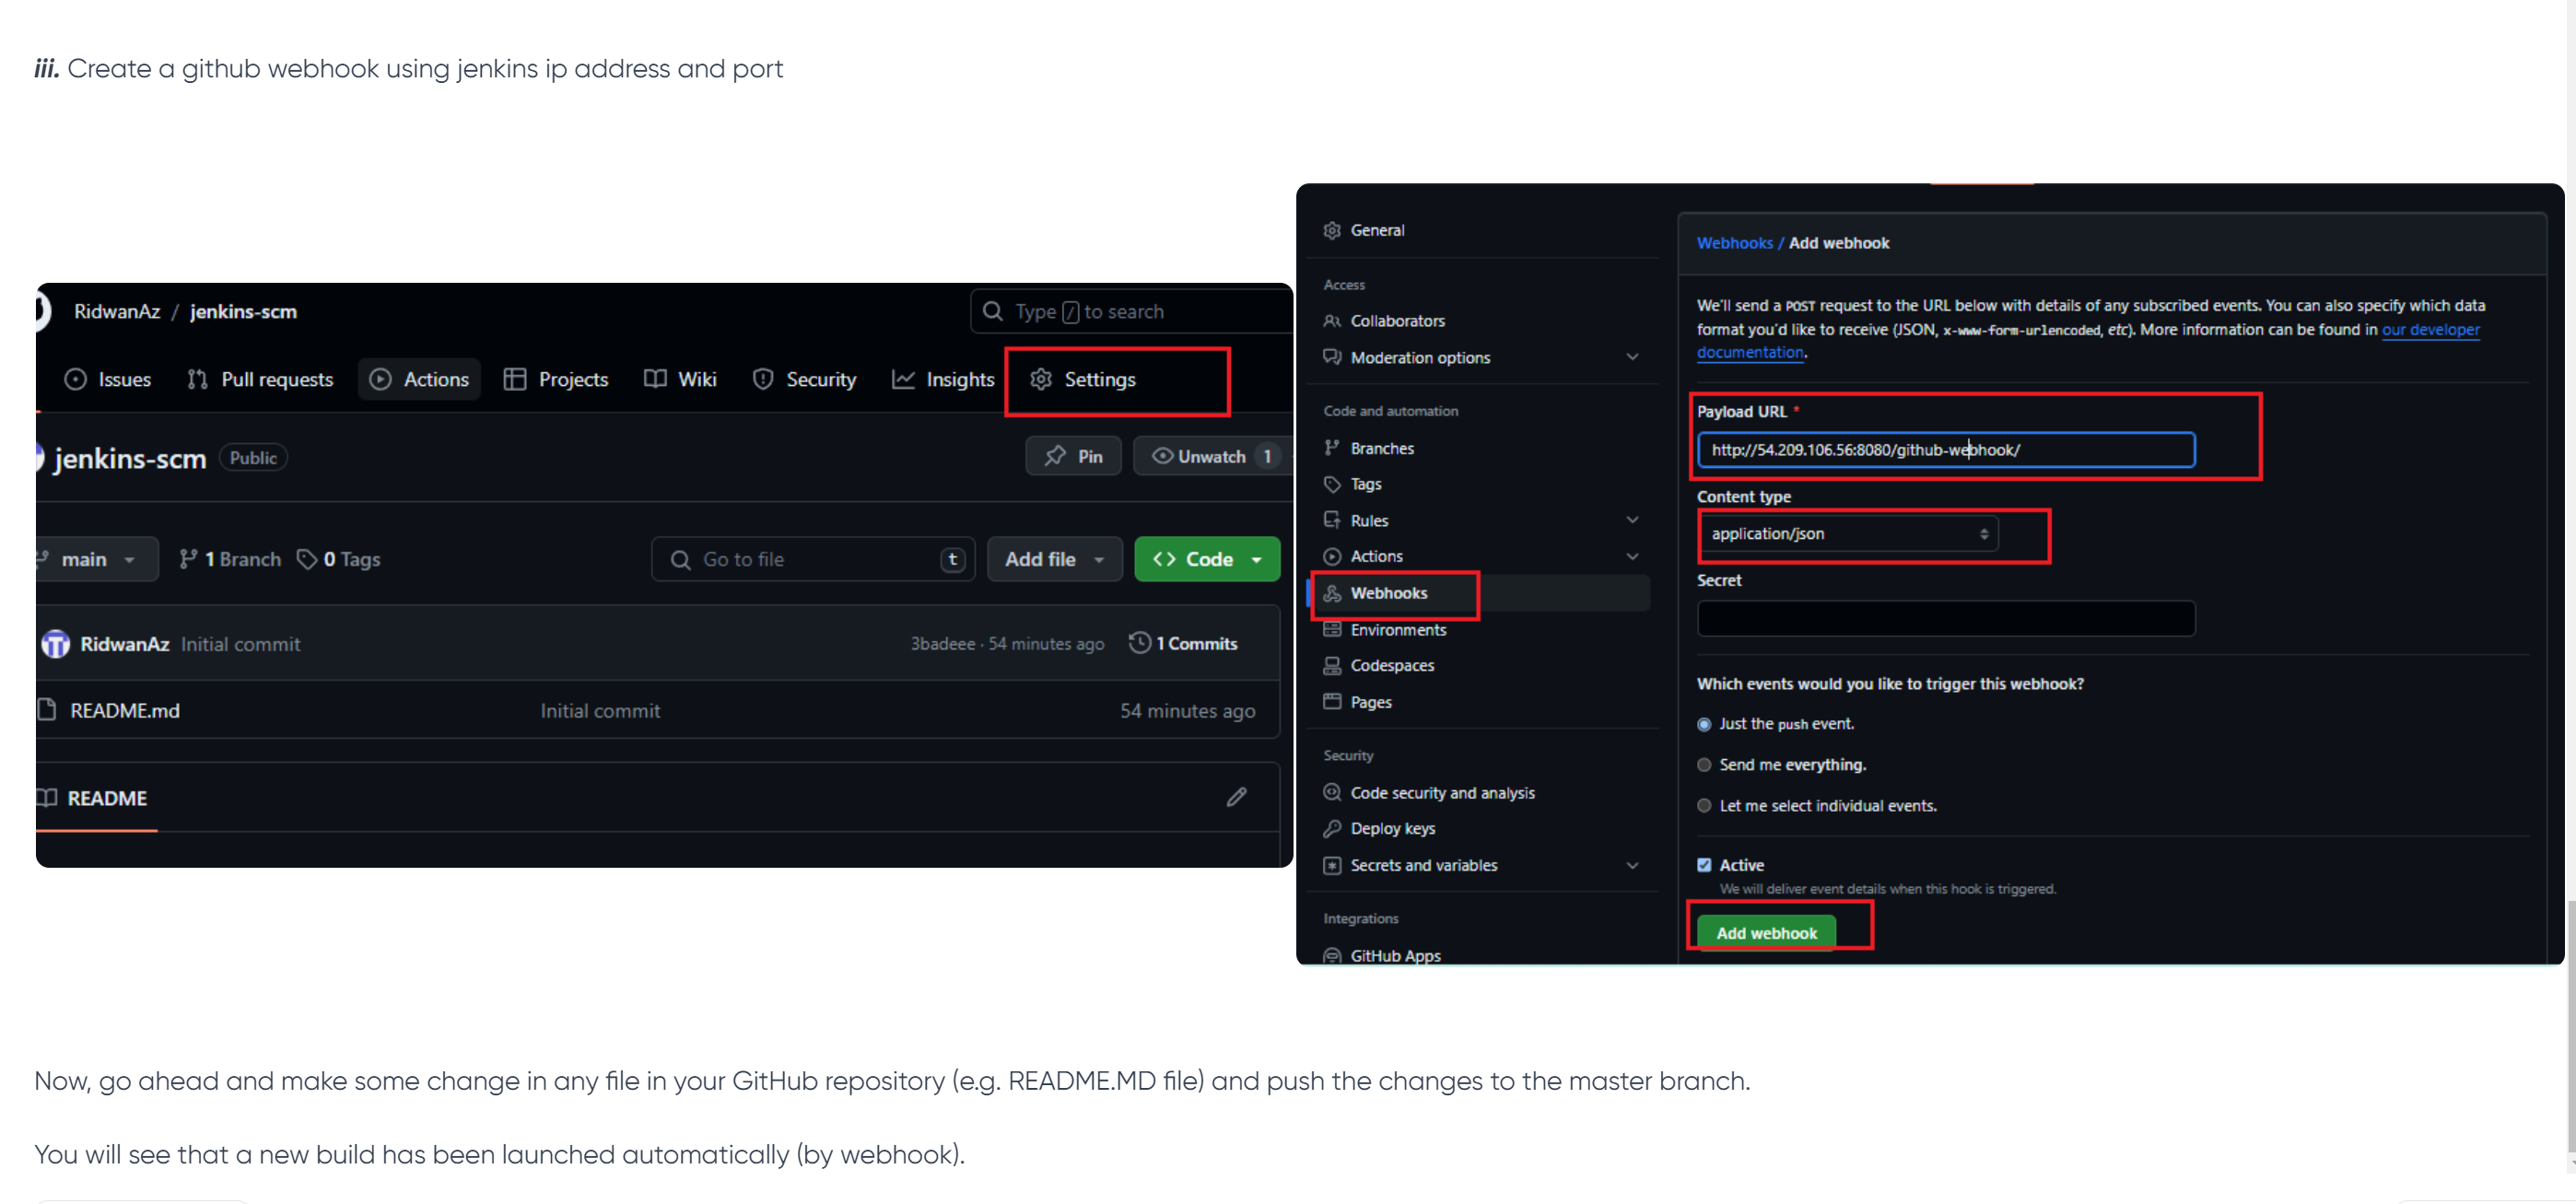 iii. Create a github webhook using jenkins ip address and port
RidwanAz / jenkins-scm
Type / to search
Issues Pull requests Actions Projects Wiki Security Insights Settings
jenkins-scm Public
Pin Unwatch 1
main 1 Branch 0 Tags
Go to file t Add file Code
RidwanAz Initial commit
3badeee · 54 minutes ago 1 Commits
README.md Initial commit 54 minutes ago
README
General
Access
Collaborators
Moderation options
Code and automation
Branches
Tags
Rules
Actions
Webhooks
Environments
Codespaces
Pages
Security
Code security and analysis
Deploy keys
Secrets and variables
Integrations
GitHub Apps
Webhooks / Add webhook
We'll send a POST request to the URL below with details of any subscribed events. You can also specify which data
format you'd like to receive (JSON, x-www-form-urlencoded, etc). More information can be found in our developer
documentation.
Payload URL *
http://54.209.106.56:8080/github-webhook/
Content type
application/json
Secret
Which events would you like to trigger this webhook?
Just the push event.
Send me everything.
Let me select individual events.
Active
We will deliver event details when this hook is triggered.
Add webhook
Now, go ahead and make some change in any file in your GitHub repository (e.g. README.MD file) and push the changes to the master branch.
You will see that a new build has been launched automatically (by webhook).